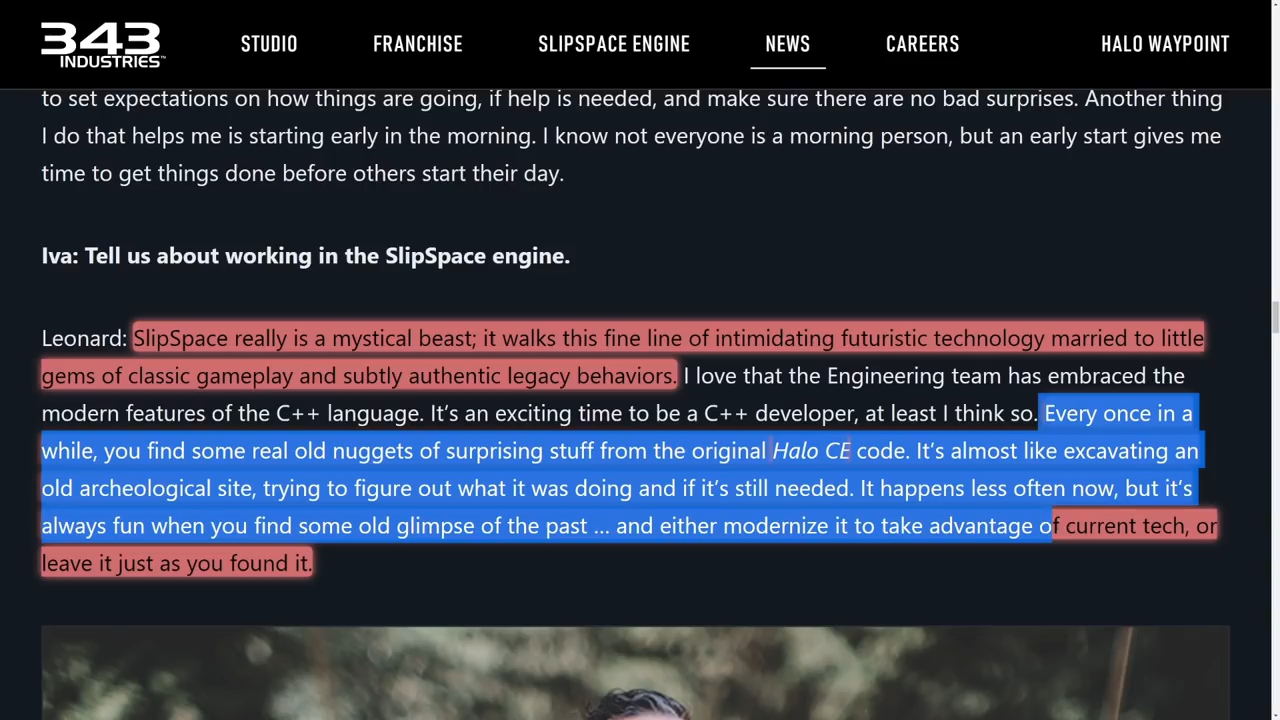 343
INDUSTRIES™
STUDIO
FRANCHISE
SLIPSPACE ENGINE
NEWS
CAREERS
HALO WAYPOINT
to set expectations on how things are going, if help is needed, and make sure there are no bad surprises. Another thing
I do that helps me is starting early in the morning. I know not everyone is a morning person, but an early start gives me
time to get things done before others start their day.
Iva: Tell us about working in the SlipSpace engine.
Leonard: SlipSpace really is a mystical beast; it walks this fine line of intimidating futuristic technology married to little
gems of classic gameplay and subtly authentic legacy behaviors. I love that the Engineering team has embraced the
modern features of the C++ language. It’s an exciting time to be a C++ developer, at least I think so. Every once in a
while, you find some real old nuggets of surprising stuff from the original Halo CE code. It’s almost like excavating an
old archeological site, trying to figure out what it was doing and if it’s still needed. It happens less often now, but it’s
always fun when you find some old glimpse of the past … and either modernize it to take advantage of current tech, or
leave it just as you found it.